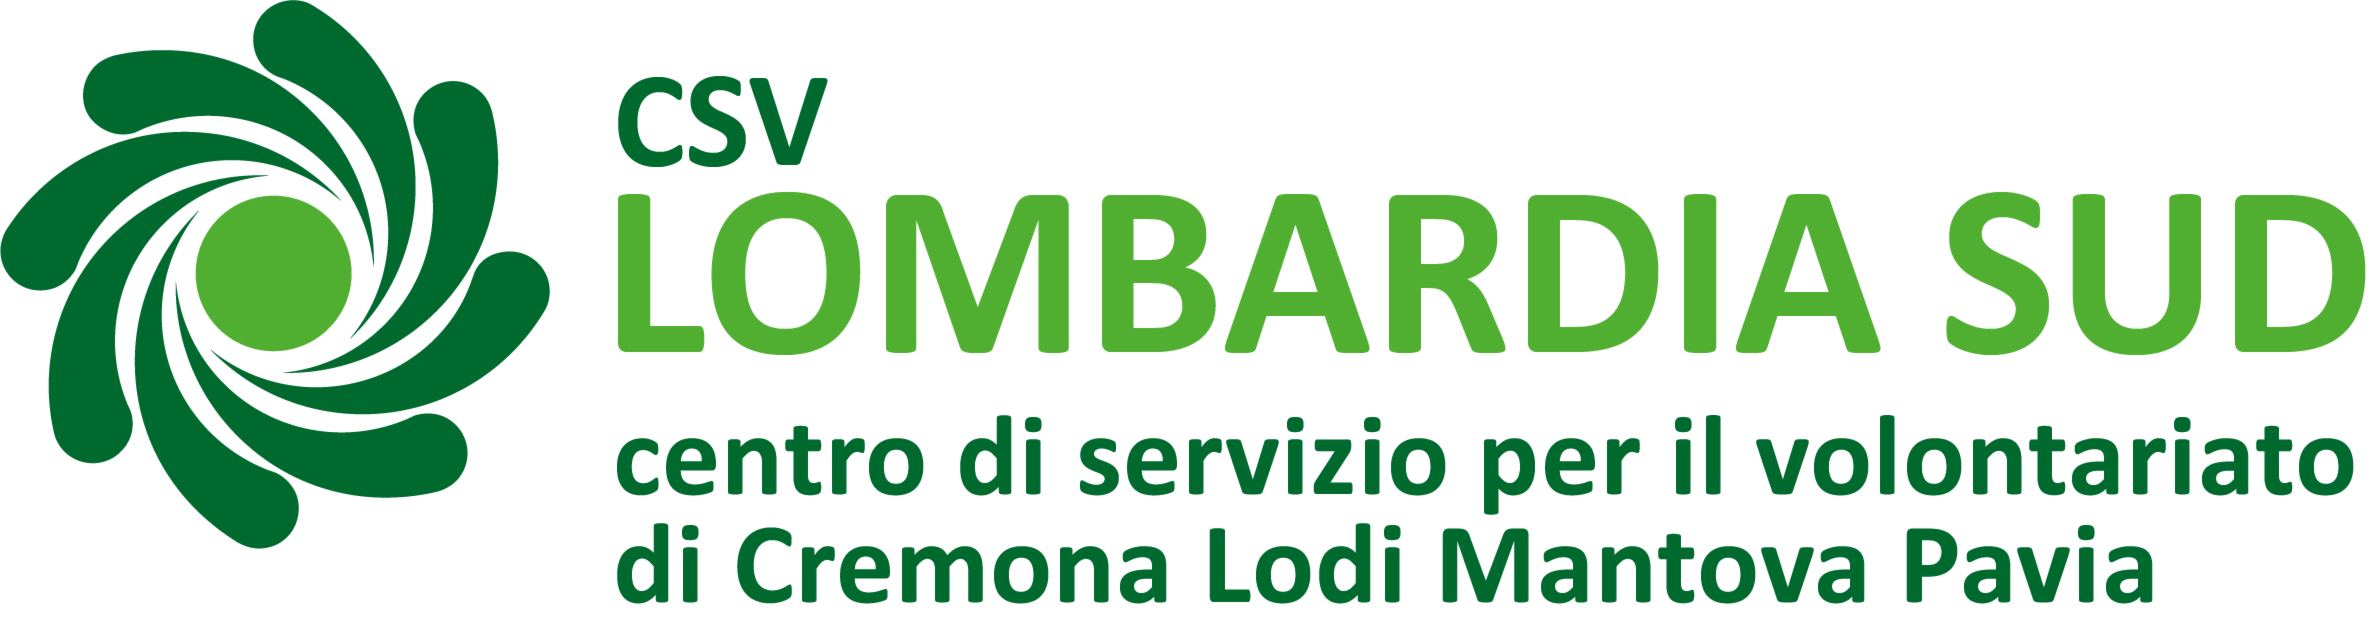 CSV
LOMBARDIA SUD
centro di servizio per il volontariato
di Cremona Lodi Mantova Pavia